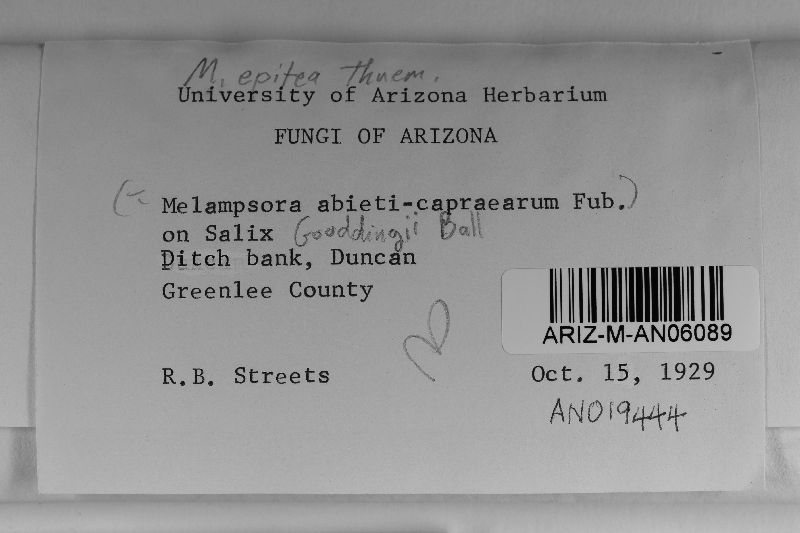 M. epitea Thuem.
University of Arizona Herbarium
FUNGI OF ARIZONA
(= Melampsora abieti-capraearum Fub.)
on Salix Gooddingii Ball
Ditch bank, Duncan
Greenlee County
ARIZ-M-AN06089
R.B. Streets
Oct. 15, 1929
AN019444